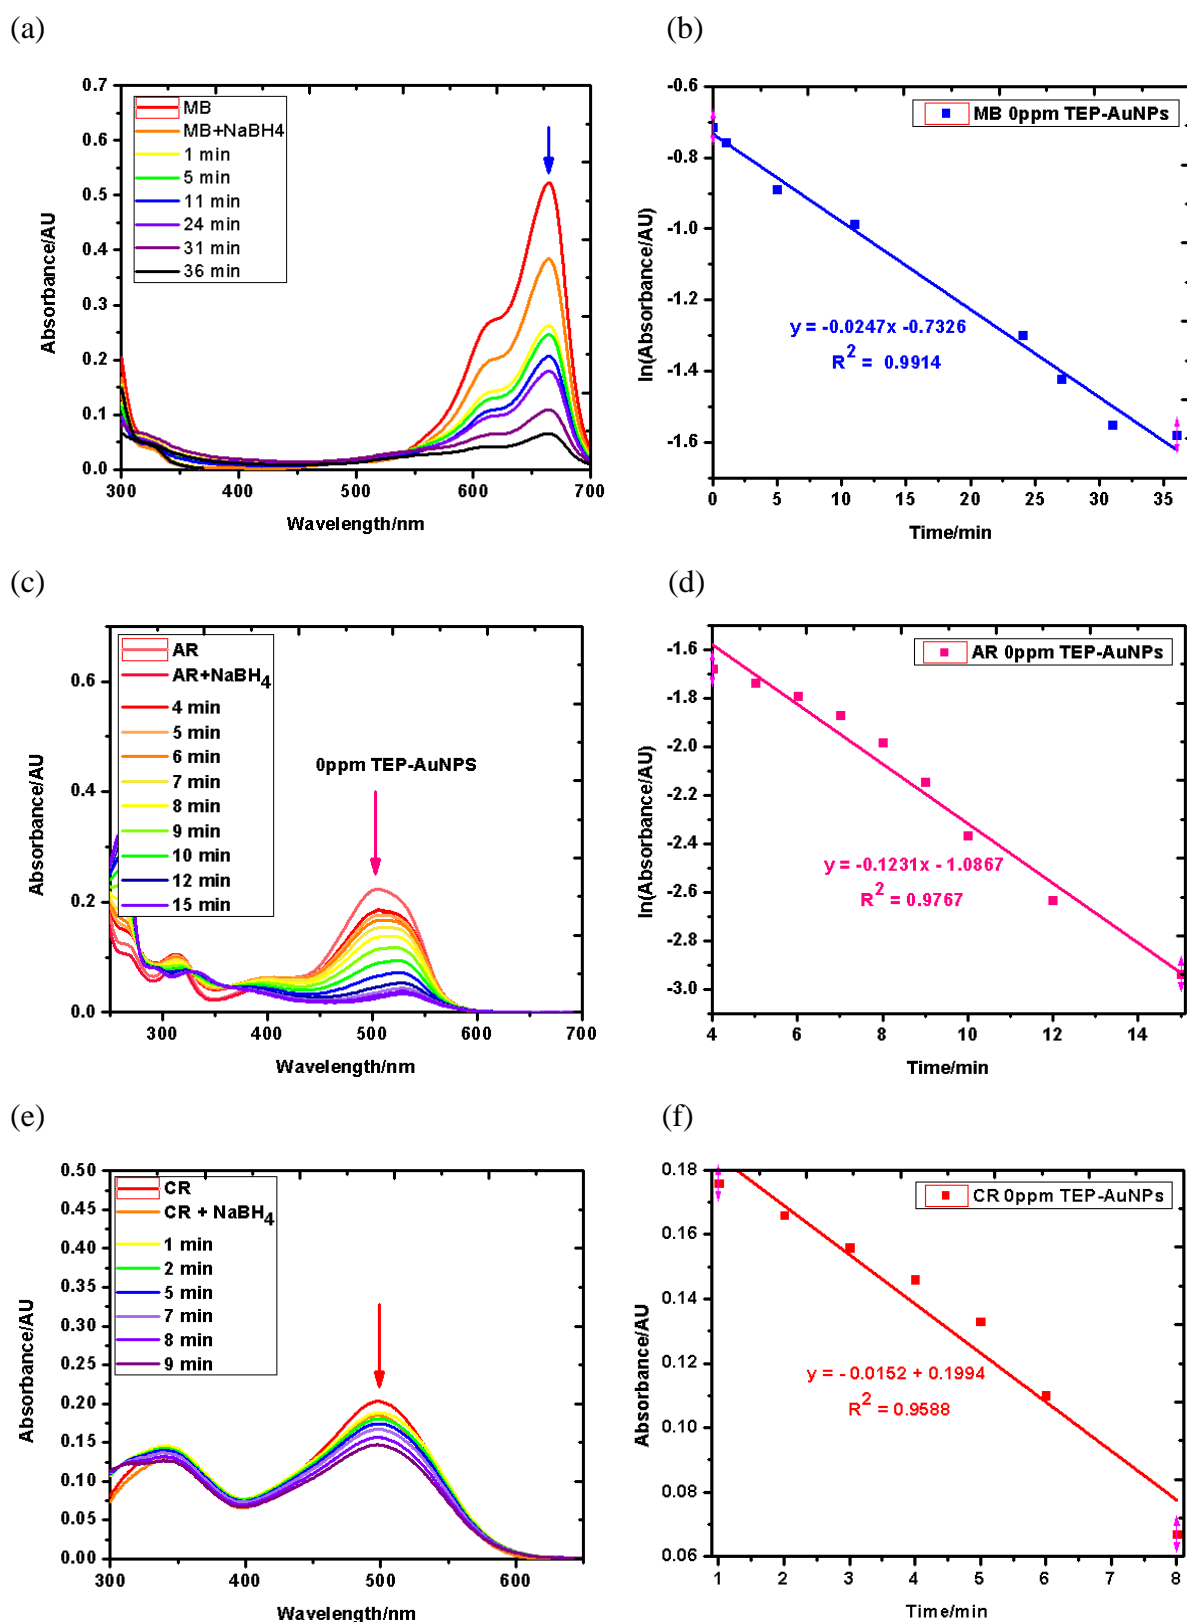 (a)
0.7
0.6
0.5
0.4
0.3
0.2
0.1
0.0
300
400
500
600
700
Absorbance/AU
Wavelength/nm
MB
MB+NaBH4
1 min
5 min
11 min
24 min
31 min
36 min
(b)
-0.6
-0.8
-1.0
-1.2
-1.4
-1.6
0
5
10
15
20
25
30
35
ln(Absorbance/AU)
Time/min
MB 0ppm TEP-AuNPs
y = -0.0247x -0.7326
R2 = 0.9914
(c)
0.6
0.4
0.2
0.0
300
400
500
600
700
Absorbance/AU
Wavelength/nm
AR
AR+NaBH4
4 min
5 min
6 min
7 min
8 min
9 min
10 min
12 min
15 min
0ppm TEP-AuNPS
(d)
-1.6
-1.8
-2.0
-2.2
-2.4
-2.6
-2.8
-3.0
4
6
8
10
12
14
ln(Absorbance/AU)
Time/min
AR 0ppm TEP-AuNPs
y = -0.1231x - 1.0867
R2 = 0.9767
(e)
0.50
0.45
0.40
0.35
0.30
0.25
0.20
0.15
0.10
0.05
0.00
300
400
500
600
Absorbance/AU
Wavelength/nm
CR
CR + NaBH4
1 min
2 min
5 min
7 min
8 min
9 min
(f)
0.18
0.16
0.14
0.12
0.10
0.08
0.06
1
2
3
4
5
6
7
8
Absorbance/AU
Time/min
CR 0ppm TEP-AuNPs
y = - 0.0152 + 0.1994
R2 = 0.9588